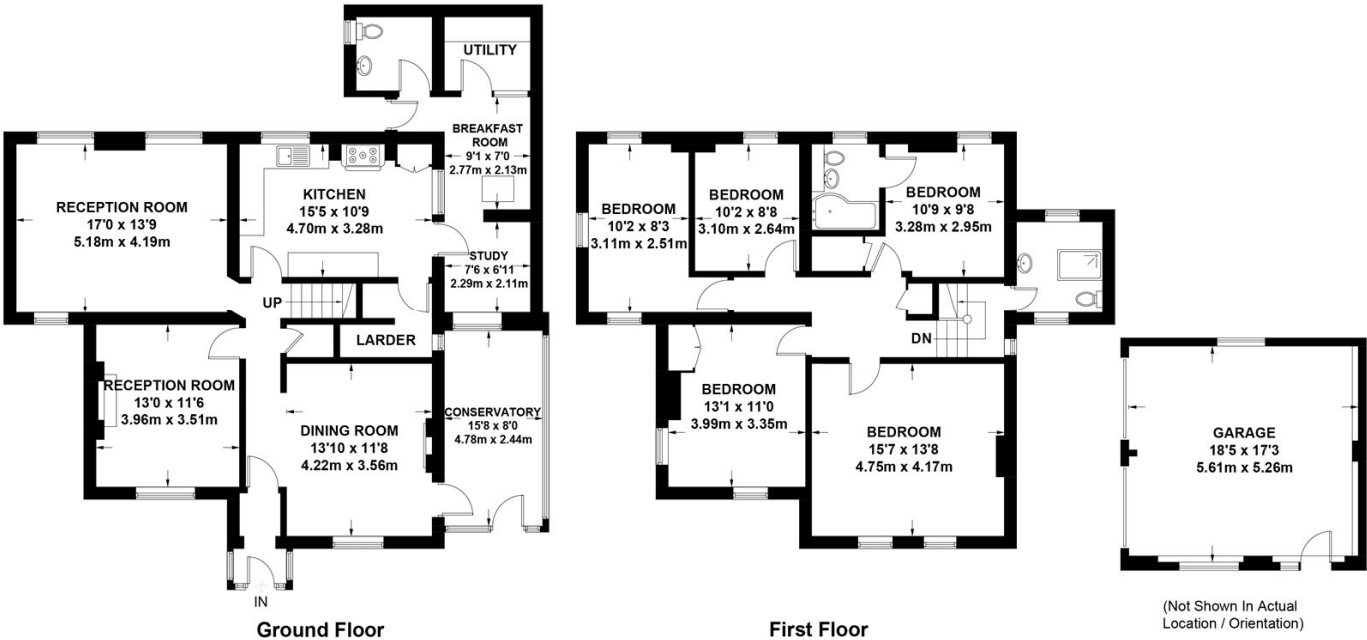 UTILITY
BREAKFAST
ROOM
9'1 x 7'0
2.77m x 2.13m
RECEPTION ROOM
17'0 x 13'9
5.18m x 4.19m
KITCHEN
15'5 x 10'9
4.70m x 3.28m
STUDY
7'6 x 6'11
2.29m x 2.11m
UP
LARDER
RECEPTION ROOM
13'0 x 11'6
3.96m x 3.51m
DINING ROOM
13'10 x 11'8
4.22m x 3.56m
CONSERVATORY
15'8 x 8'0
4.78m x 2.44m
IN
Ground Floor
BEDROOM
10'2 x 8'3
3.11m x 2.51m
BEDROOM
10'2 x 8'8
3.10m x 2.64m
BEDROOM
10'9 x 9'8
3.28m x 2.95m
DN
BEDROOM
13'1 x 11'0
3.99m x 3.35m
BEDROOM
15'7 x 13'8
4.75m x 4.17m
First Floor
GARAGE
18'5 x 17'3
5.61m x 5.26m
(Not Shown In Actual
Location / Orientation)